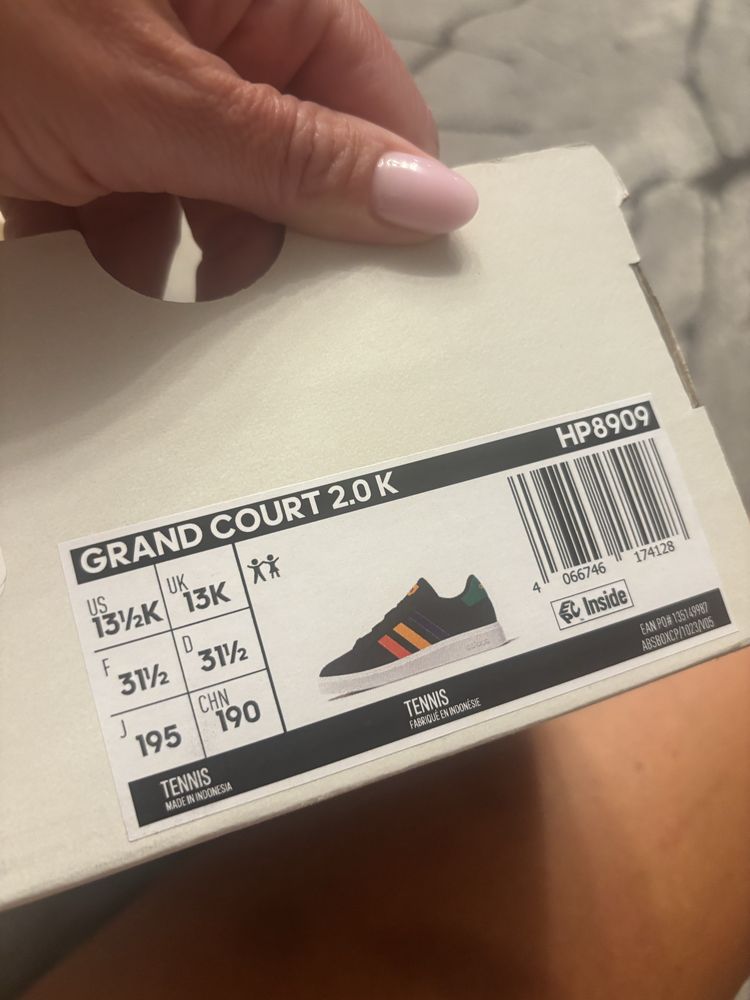 GRAND COURT 2.0 K
HP8909
US 13½K
UK 13K
F 31½
D 31½
J 195
CHN 190
4 066746 174128
Inside
TENNIS
MADE IN INDONESIA
TENNIS
FABRIQUÉ EN INDONÉSIE
EAN PO# 135149987
ABSBOXCP/1023/V05